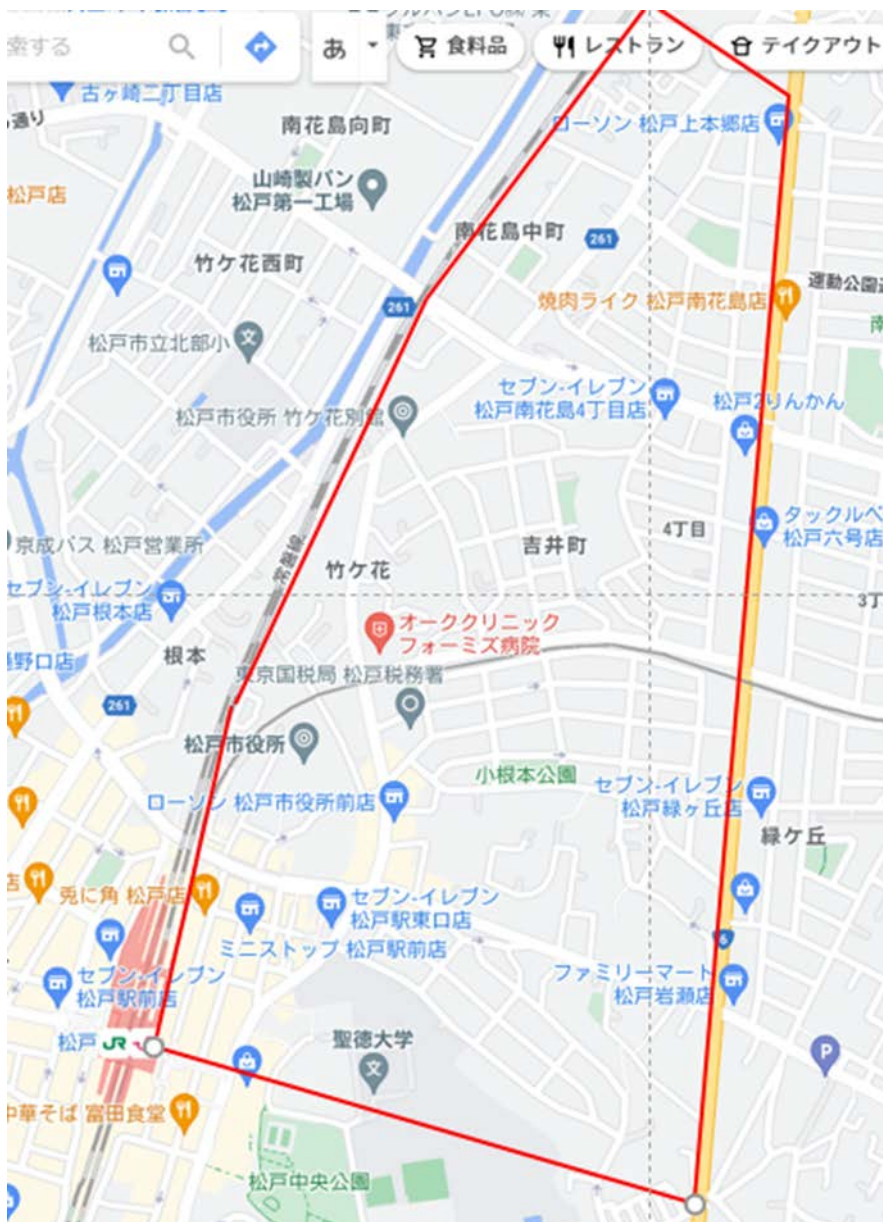 索する
あ
食料品
レストラン
テイクアウト
古ヶ崎二丁目店
通り
南花島向町
ローソン 松戸上本郷店
山崎製パン
松戸第一工場
松戸店
南花島中町
261
竹ケ花西町
運動公園通
261
焼肉ライク 松戸南花島店
松戸市立北部小
セブン-イレブン
松戸南花島4丁目店
松戸2りんかん
松戸市役所 竹ケ花別館
タックルベ
松戸六号店
4丁目
京成バス 松戸営業所
吉井町
常磐線
竹ケ花
セブン-イレブン
松戸根本店
3丁
オーククリニック
フォーミズ病院
根本
野口店
東京国税局 松戸税務署
261
松戸市役所
小根本公園
セブン-イレブン
松戸緑ヶ丘店
ローソン 松戸市役所前店
緑ケ丘
店
兎に角 松戸店
セブン-イレブン
松戸駅東口店
ミニストップ 松戸駅前店
6
セブン-イレブン
松戸駅前店
ファミリーマート
松戸岩瀬店
松戸 JR
聖徳大学
P
中華そば 富田食堂
松戸中央公園